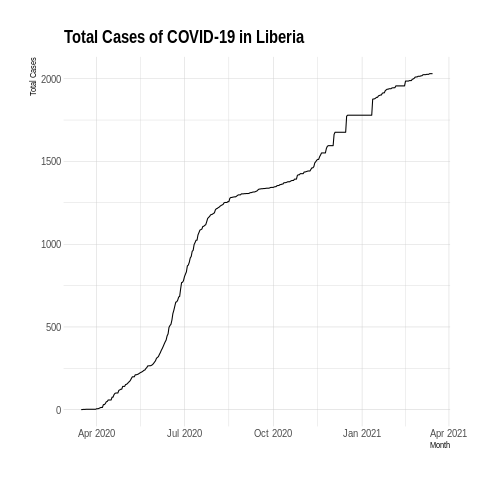 Total Cases of COVID-19 in Liberia
Total Cases
2000
1500
1000
500
0
Apr 2020
Jul 2020
Oct 2020
Jan 2021
Apr 2021
Month